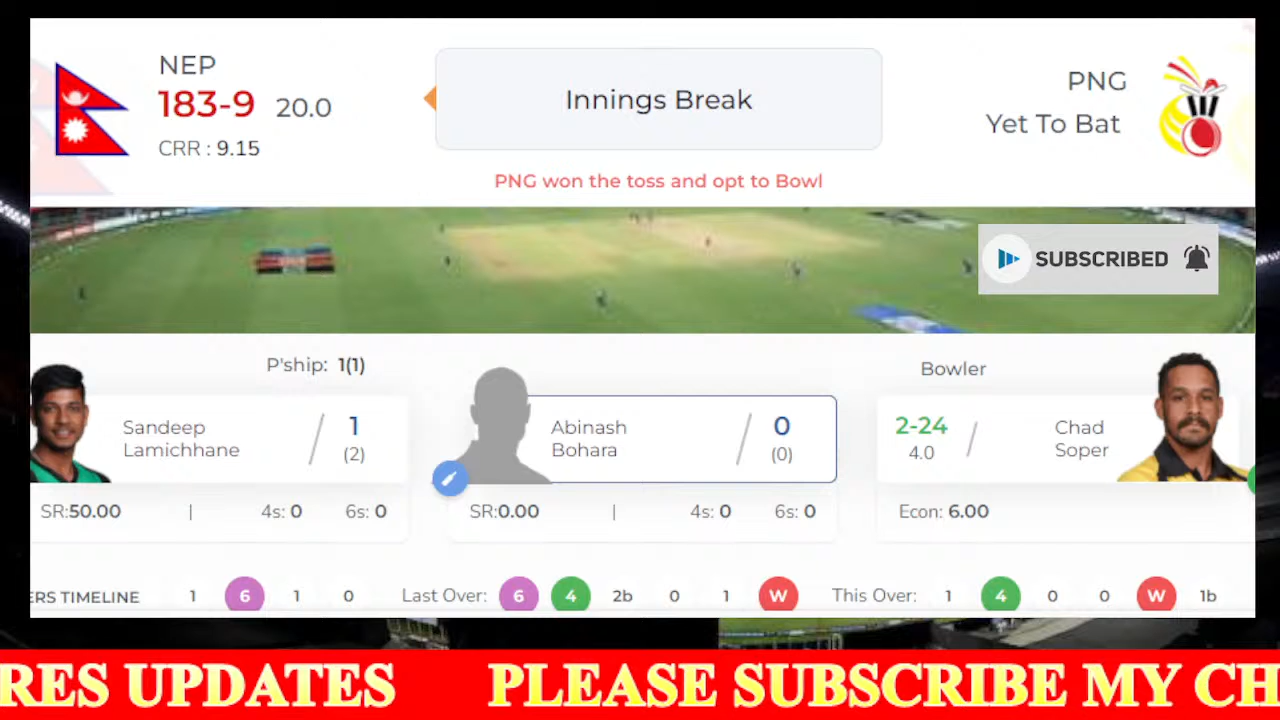 NEP
183-9 20.0
CRR : 9.15
Innings Break
PNG won the toss and opt to Bowl
PNG
Yet To Bat
SUBSCRIBED
P'ship: 1(1)
Sandeep Lamichhane
1
(2)
SR:50.00 | 4s: 0 6s: 0
Abinash Bohara
0
(0)
SR:0.00 | 4s: 0 6s: 0
Bowler
2-24
4.0
Chad Soper
Econ: 6.00
ERS TIMELINE 1 6 1 0 Last Over: 6 4 2b 0 1 W This Over: 1 4 0 0 W 1b
RES UPDATES PLEASE SUBSCRIBE MY CH